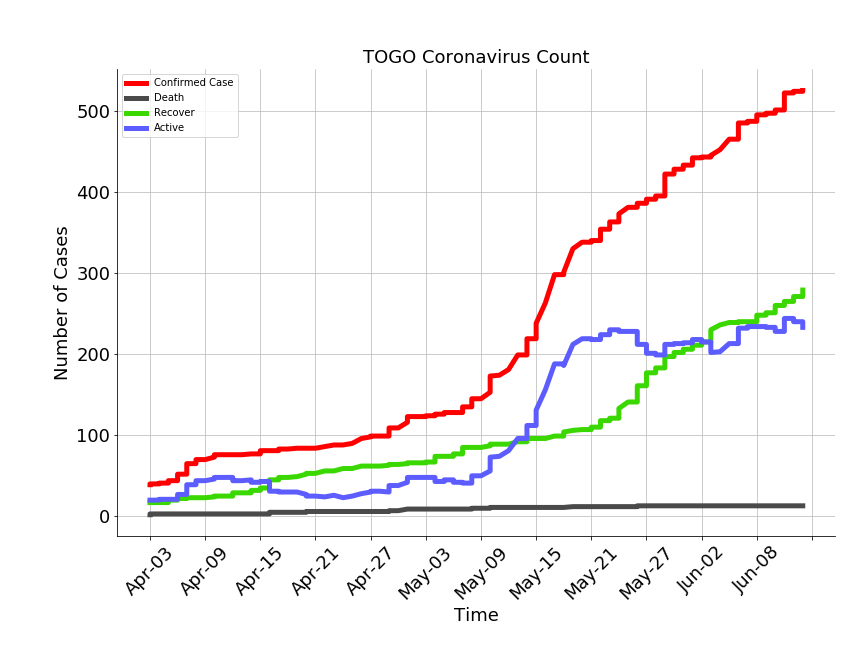 TOGO Coronavirus Count
Confirmed Case
Death
Recover
Active
500
400
300
200
100
0
Number of Cases
Apr-03
Apr-09
Apr-15
Apr-21
Apr-27
May-03
May-09
May-15
May-21
May-27
Jun-02
Jun-08
Time